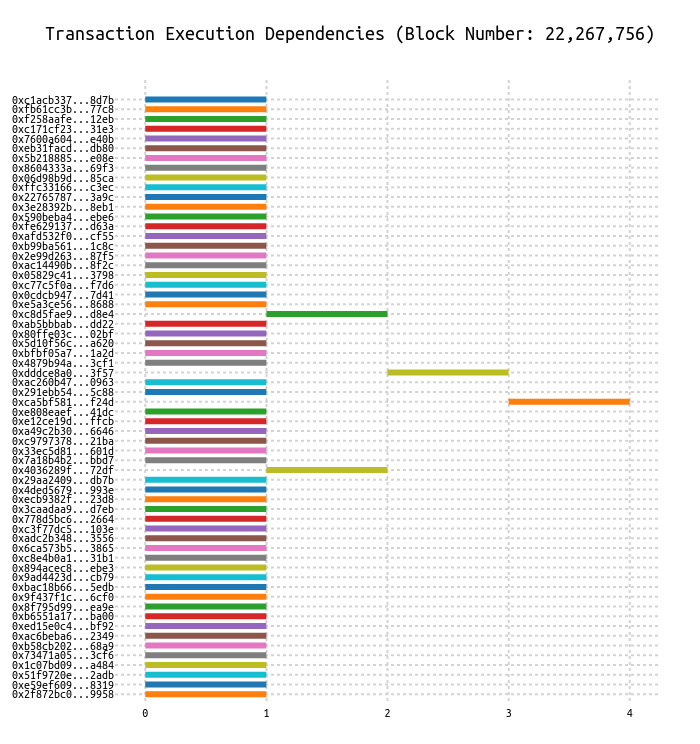 Transaction Execution Dependencies (Block Number: 22,267,756)
0xc1acb337...8d7b
0xfb61cc3b...77c8
0xf258aafe...12eb
0xc171cf23...31e3
0x7600a604...e40b
0xeb31facd...db80
0x5b218885...e08e
0x8604333a...69f3
0x06d98b9d...85ca
0xffc33166...c3ec
0x22765787...3a9c
0x3e28392b...8eb1
0x590beba4...ebe6
0xfe629137...d63a
0xafd532f0...cf55
0xb99ba561...1c8c
0x2e99d263...87f5
0xac14490b...8f2c
0x05829c41...3798
0xc77c5f0a...f7d6
0x0cdcb947...7d41
0xe5a3ce56...8688
0xc8d5fae9...d8e4
0xab5bbbab...dd22
0x80ffe03c...02bf
0x5d10f56c...a620
0xbfbf05a7...1a2d
0x4879b94a...3cf1
0xdddce8a0...3f57
0xac260b47...0963
0x291ebb54...5c88
0xca5bf581...f24d
0xe808eaef...41dc
0xe12ce19d...ffcb
0xa49c2b30...6646
0xc9797378...21ba
0x33ec5d81...601d
0x7a18b4b2...bbd7
0x4036289f...72df
0x29aa2409...db7b
0x4ded5679...993e
0xecb9382f...23d8
0x3caadaa9...d7eb
0x778d5bc6...2664
0xc3f77dc5...103e
0xadc2b348...3556
0x6ca573b5...3865
0xc8e4b0a1...31b1
0x894acec8...ebe3
0x9ad4423d...cb79
0xbac18b66...5edb
0x9f437f1c...6cf0
0x8f795d99...ea9e
0xb6551a17...ba00
0xed15e0c4...bf92
0xac6beba6...2349
0xb58cb202...68a9
0x73471a05...3cf6
0x1c07bd09...a484
0x51f9720e...2adb
0xe59ef609...8319
0x2f872bc0...9958
0 1 2 3 4